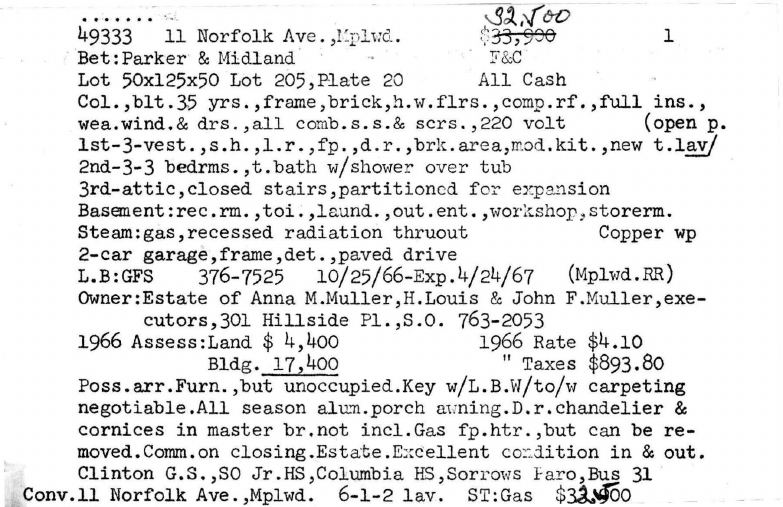 32,500
49333 11 Norfolk Ave.,Mplwd. $33,900 1
Bet:Parker & Midland F&C
Lot 50x125x50 Lot 205,Plate 20 All Cash
Col.,blt.35 yrs.,frame,brick,h.w.flrs.,comp.rf.,full ins.,
wea.wind.& drs.,all comb.s.s.& scrs.,220 volt (open p.
1st-3-vest.,s.h.,l.r.,fp.,d.r.,brk.area,mod.kit.,new t.lav/
2nd-3-3 bedrms.,t.bath w/shower over tub
3rd-attic,closed stairs,partitioned for expansion
Basement:rec.rm.,toi.,laund.,out.ent.,workshop,storerm.
Steam:gas,recessed radiation thruout Copper wp
2-car garage,frame,det.,paved drive
L.B:GFS 376-7525 10/25/66-Exp.4/24/67 (Mplwd.RR)
Owner:Estate of Anna M.Muller,H.Louis & John F.Muller,exe-
cutors,301 Hillside Pl.,S.O. 763-2053
1966 Assess:Land $ 4,400 1966 Rate $4.10
Bldg. 17,400 " Taxes $893.80
Poss.arr.Furn.,but unoccupied.Key w/L.B.W/to/w carpeting
negotiable.All season alum.porch awning.D.r.chandelier &
cornices in master br.not incl.Gas fp.htr.,but can be re-
moved.Comm.on closing.Estate.Excellent condition in & out.
Clinton G.S.,SO Jr.HS,Columbia HS,Sorrows Paro,Bus 31
Conv.11 Norfolk Ave.,Mplwd. 6-1-2 lav. ST:Gas $32,500